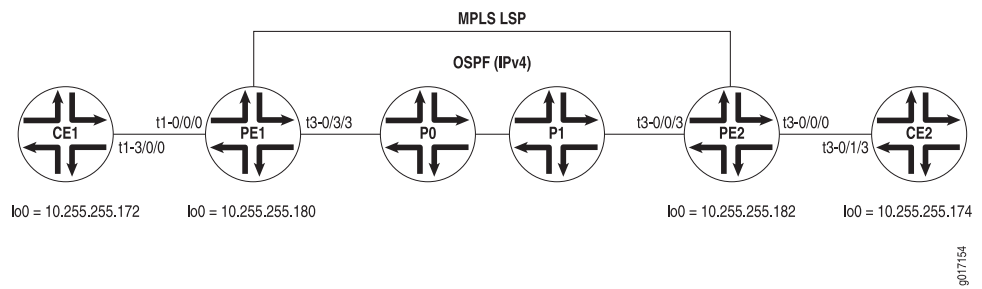 MPLS LSP
OSPF (IPv4)
CE1
t1-3/0/0
t1-0/0/0
PE1
t3-0/3/3
P0
P1
t3-0/0/3
PE2
t3-0/0/0
t3-0/1/3
CE2
lo0 = 10.255.255.172
lo0 = 10.255.255.180
lo0 = 10.255.255.182
lo0 = 10.255.255.174
g017154